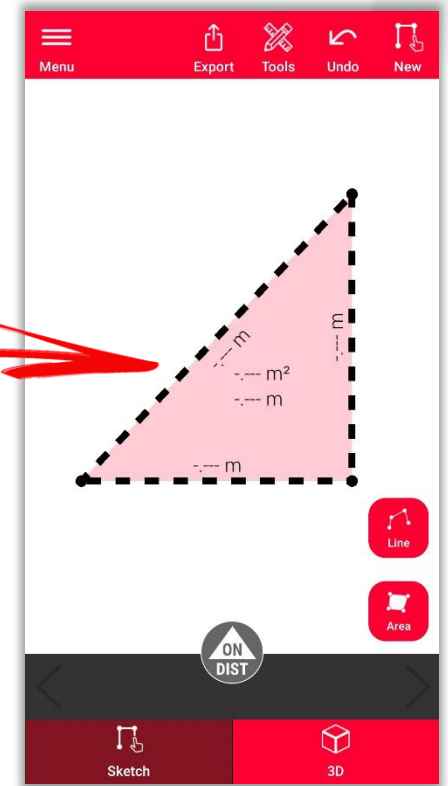 Menu
Export
Tools
Undo
New
-.--- m
-.--- m
-.--- m²
-.--- m
-.--- m
Line
Area
ON
DIST
Sketch
3D